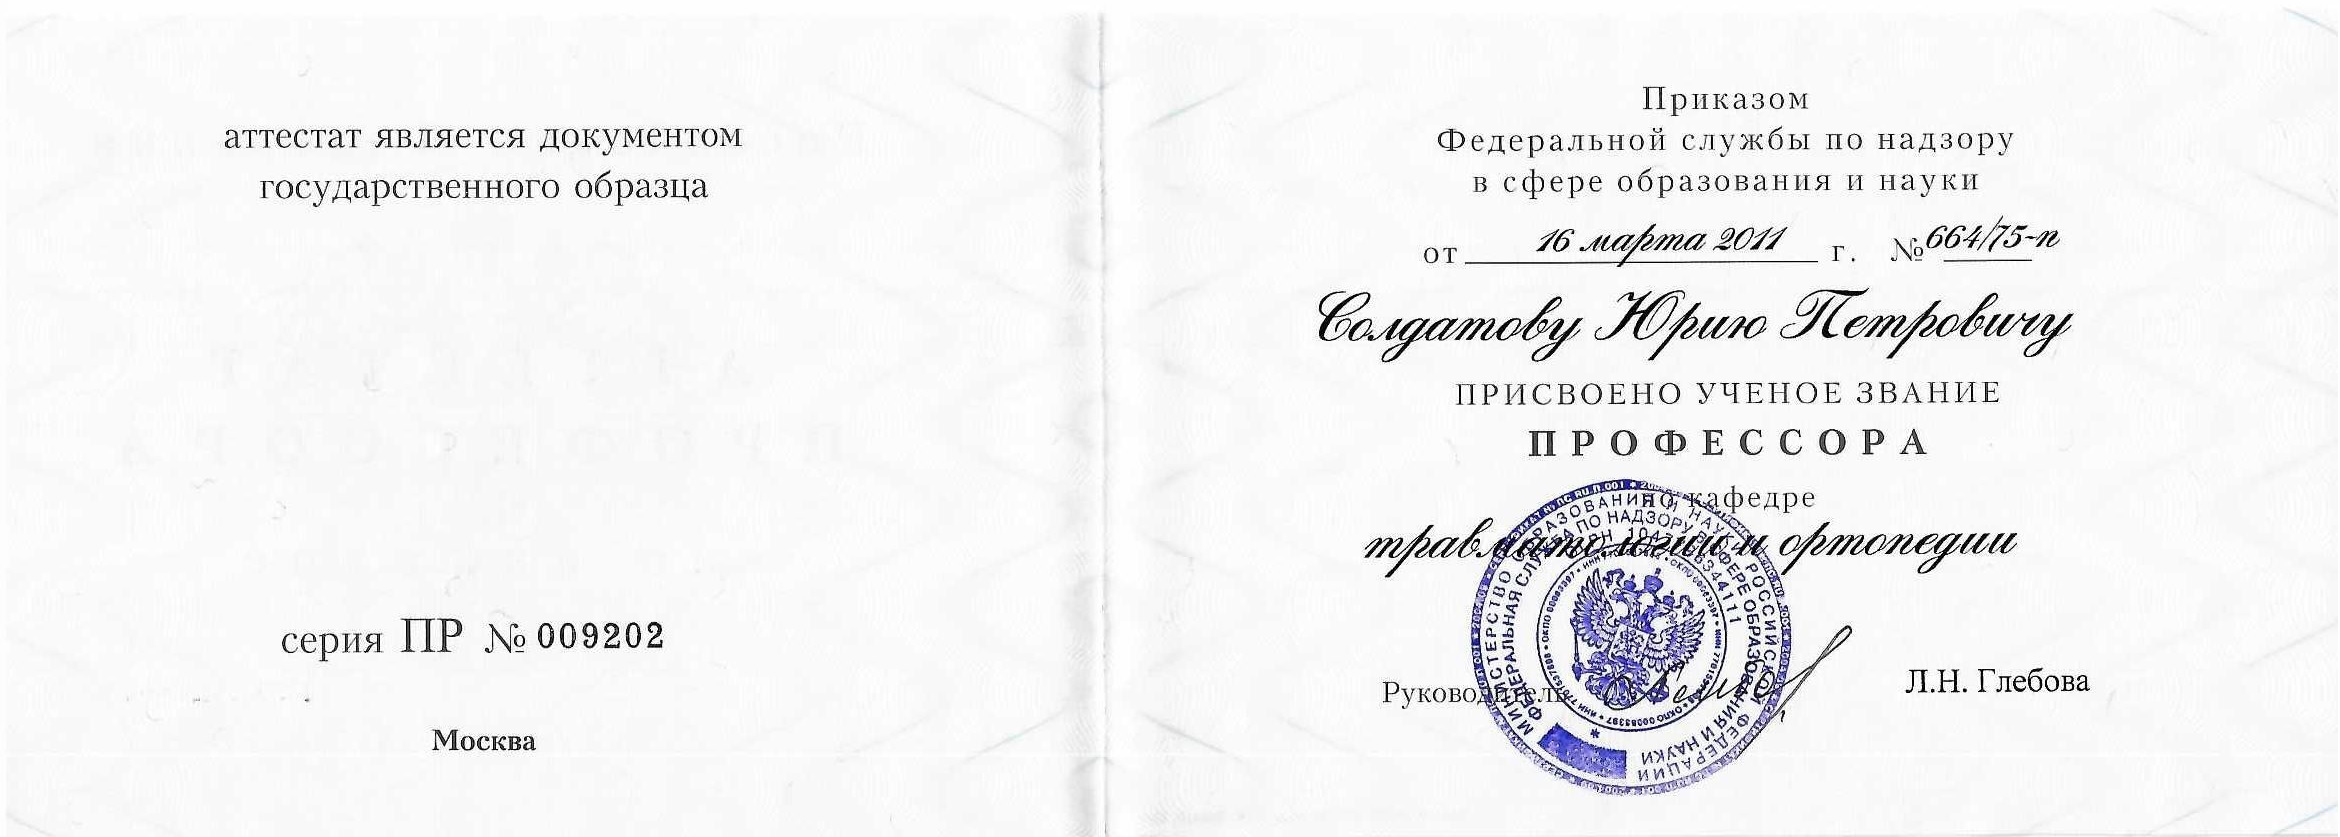 аттестат является документом
государственного образца
серия ПР № 009202
Москва
Приказом
Федеральной службы по надзору
в сфере образования и науки
от 16 марта 2011 г. № 664/75-п
Солдатову Юрию Петровичу
ПРИСВОЕНО УЧЕНОЕ ЗВАНИЕ
ПРОФЕССОРА
по кафедре
травматологии и ортопедии
Руководитель
Л.Н. Глебова
МИНИСТЕРСТВО ОБРАЗОВАНИЯ И НАУКИ РОССИЙСКОЙ ФЕДЕРАЦИИ
ФЕДЕРАЛЬНАЯ СЛУЖБА ПО НАДЗОРУ В СФЕРЕ ОБРАЗОВАНИЯ И НАУКИ